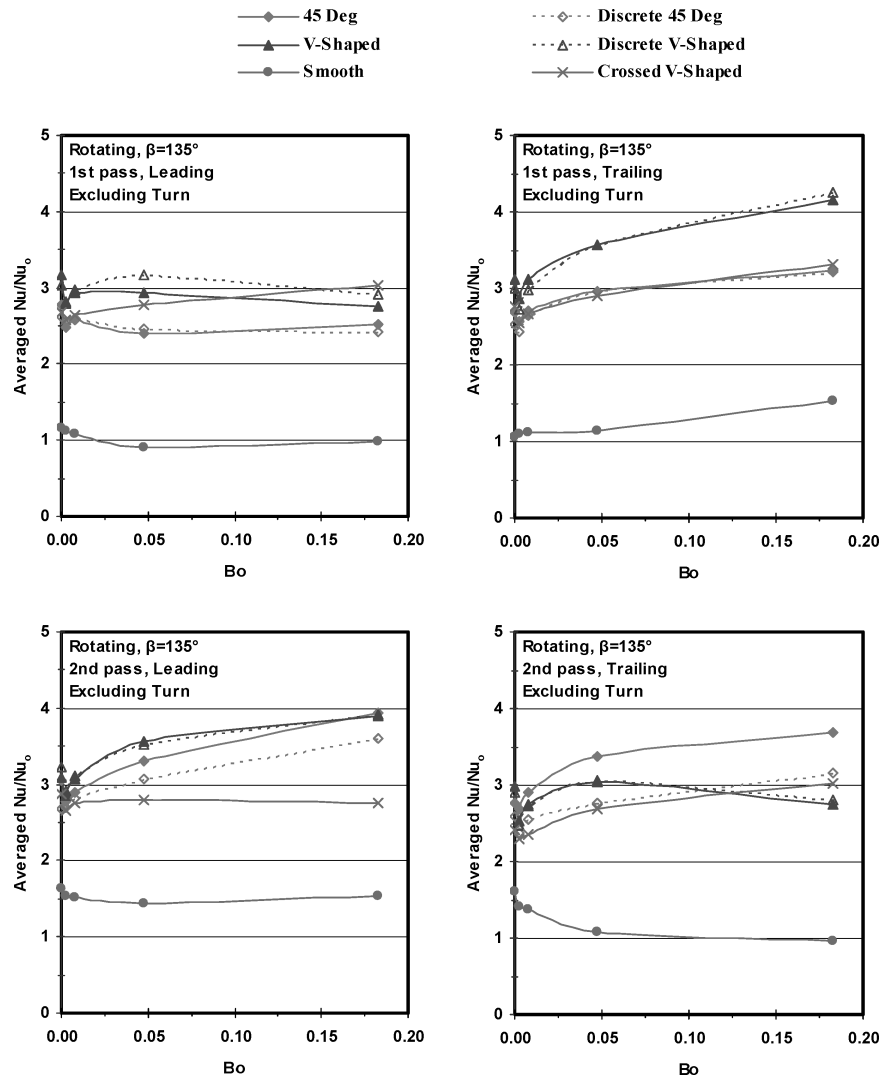 45 Deg
Discrete 45 Deg
V-Shaped
Discrete V-Shaped
Smooth
Crossed V-Shaped
5
4
3
2
1
0
Averaged Nu/Nuo
Rotating, β=135°
1st pass, Leading
Excluding Turn
0.00 0.05 0.10 0.15 0.20
Bo
5
4
3
2
1
0
Averaged Nu/Nuo
Rotating, β=135°
1st pass, Trailing
Excluding Turn
0.00 0.05 0.10 0.15 0.20
Bo
5
4
3
2
1
0
Averaged Nu/Nuo
Rotating, β=135°
2nd pass, Leading
Excluding Turn
0.00 0.05 0.10 0.15 0.20
Bo
5
4
3
2
1
0
Averaged Nu/Nuo
Rotating, β=135°
2nd pass, Trailing
Excluding Turn
0.00 0.05 0.10 0.15 0.20
Bo